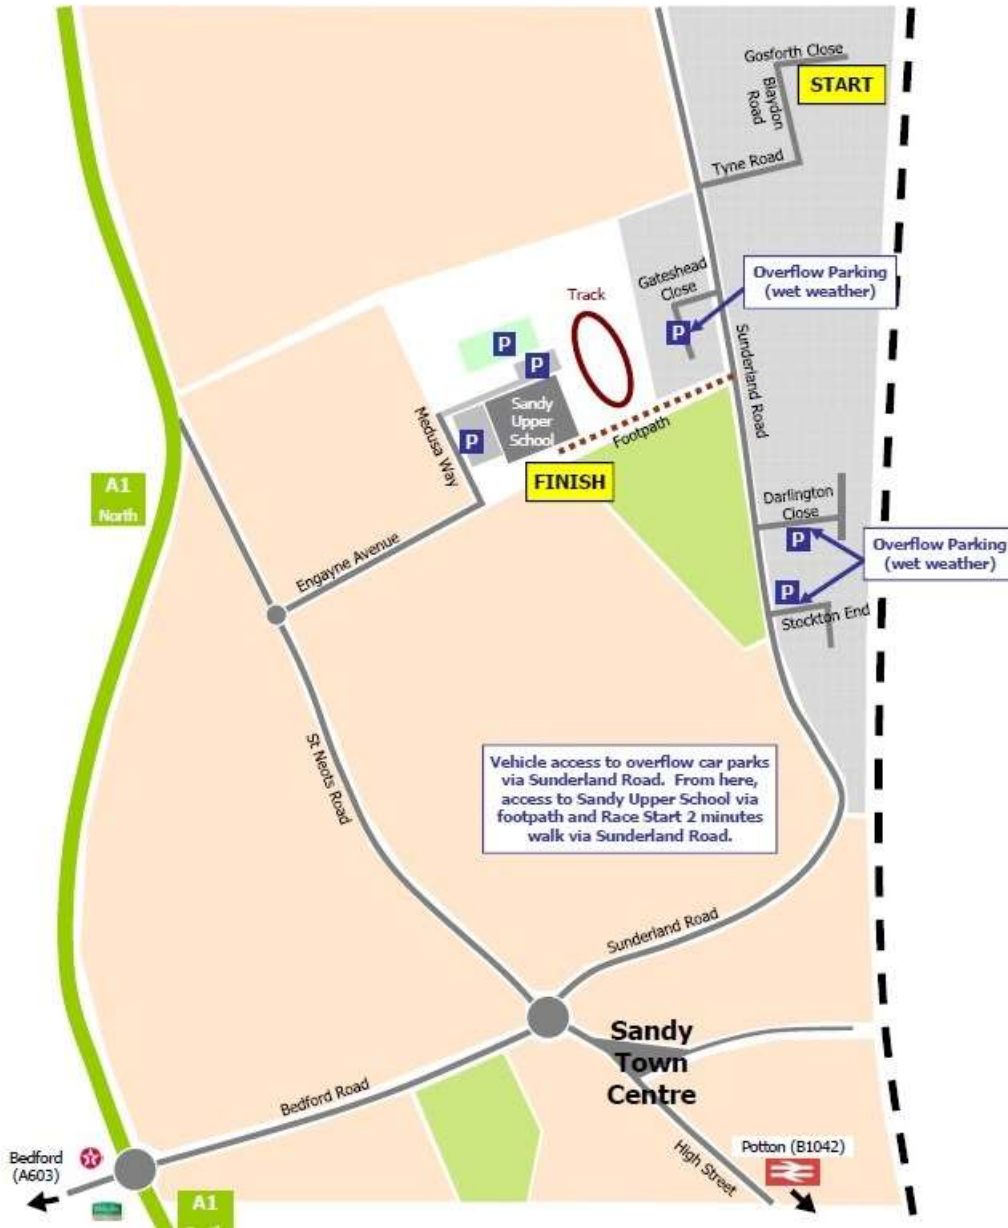 Gosforth Close
START
Blaydon
Road
Tyne Road
Gateshead
Close
Overflow Parking
(wet weather)
Track
P
P
P
P
Sunderland Road
Sandy
Upper
School
Medusa Way
Footpath
FINISH
A1
North
Darlington
Close
P
Overflow Parking
(wet weather)
Engayne Avenue
P
Stockton End
St Neots Road
Vehicle access to overflow car parks
via Sunderland Road. From here,
access to Sandy Upper School via
footpath and Race Start 2 minutes
walk via Sunderland Road.
Sunderland Road
Sandy
Town
Centre
Bedford Road
High Street
Potton (B1042)
Bedford
(A603)
A1